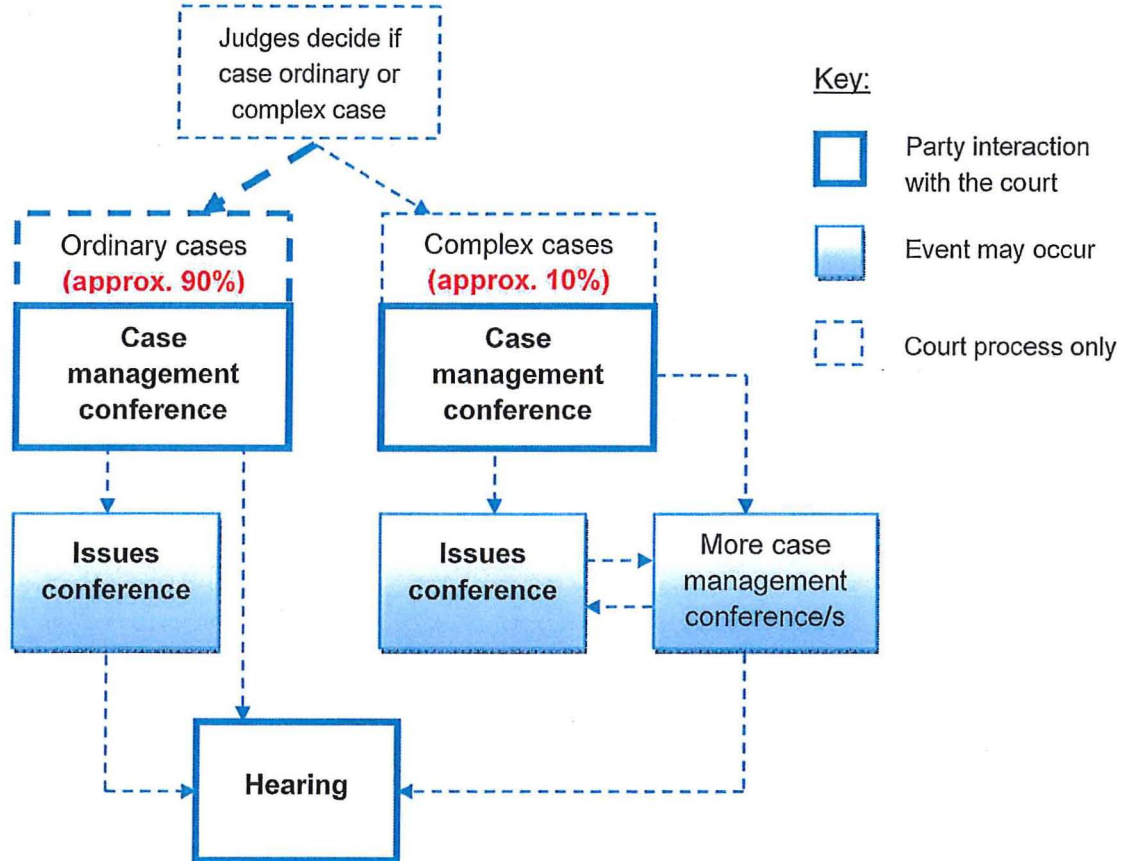 Judges decide if
case ordinary or
complex case
Key:
Party interaction
with the court
Event may occur
Court process only
Ordinary cases
(approx. 90%)
Complex cases
(approx. 10%)
Case
management
conference
Case
management
conference
Issues
conference
Issues
conference
More case
management
conference/s
Hearing